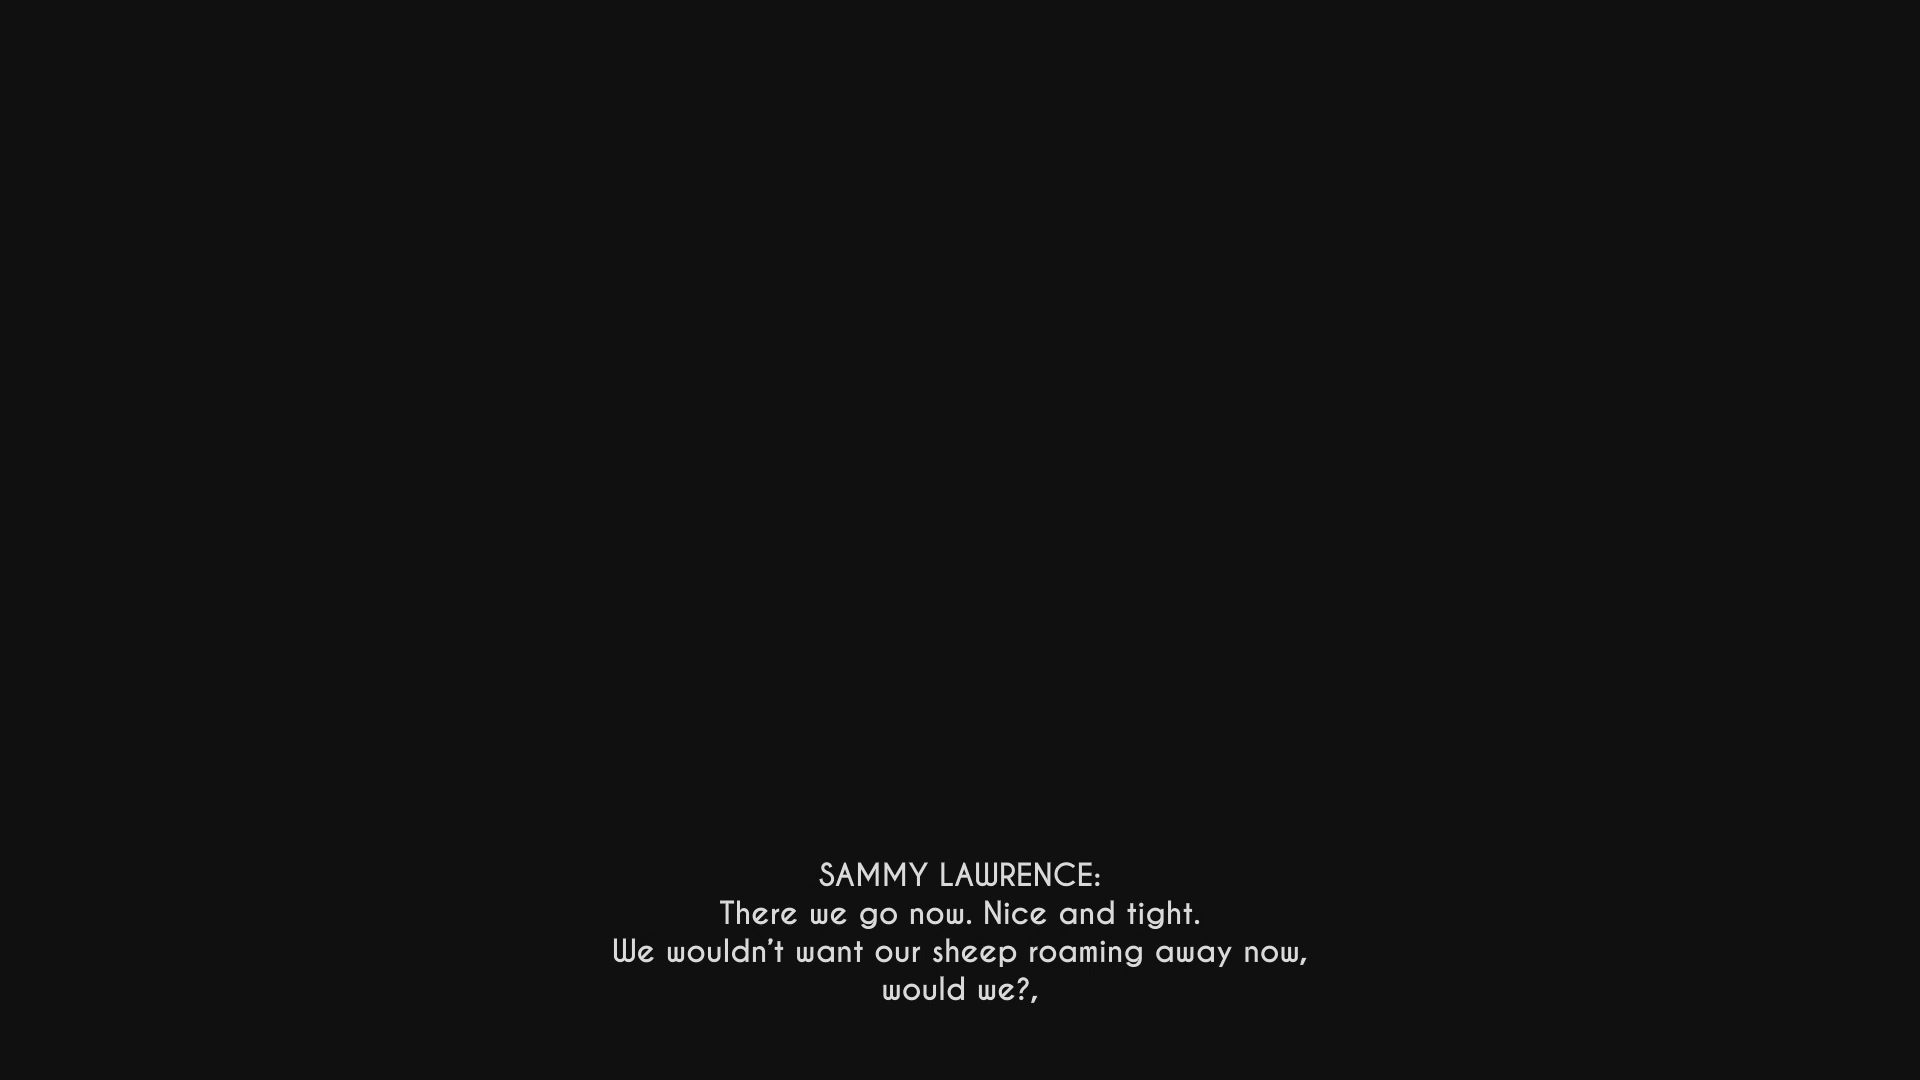 SAMMY LAWRENCE:
There we go now. Nice and tight.
We wouldn't want our sheep roaming away now,
would we?,